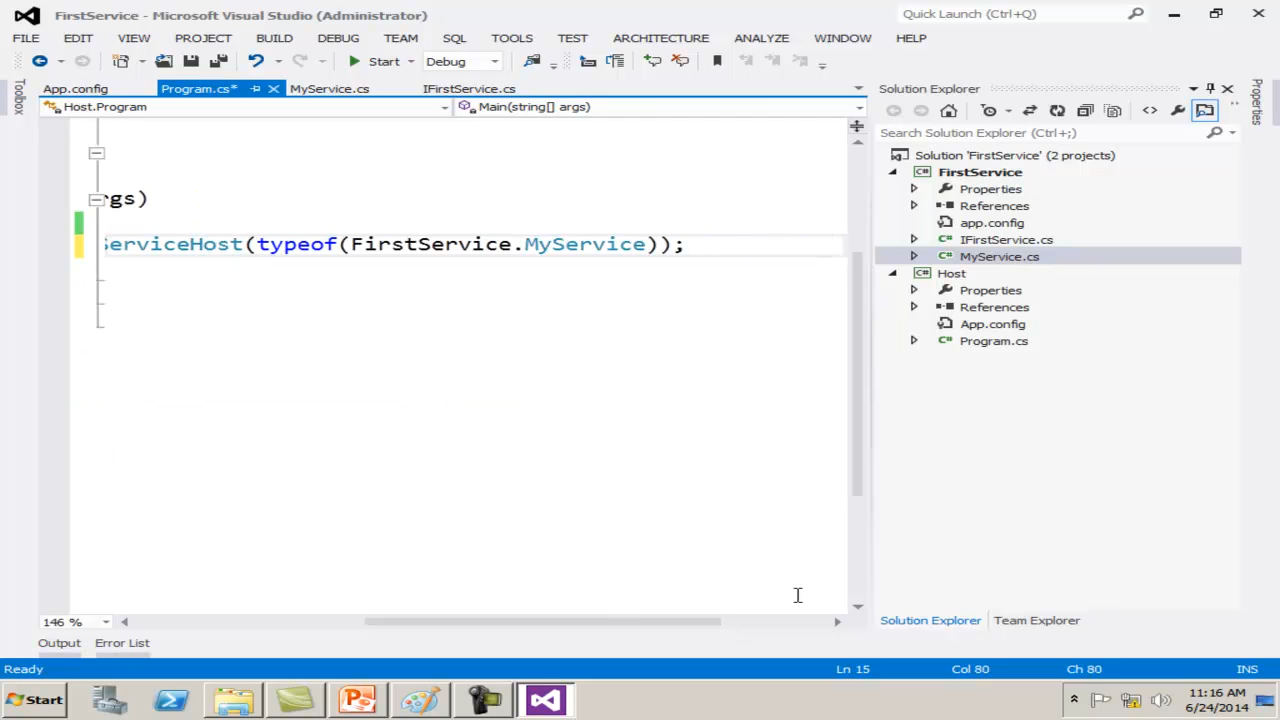 FirstService - Microsoft Visual Studio (Administrator)
Quick Launch (Ctrl+Q)
FILE EDIT VIEW PROJECT BUILD DEBUG TEAM SQL TOOLS TEST ARCHITECTURE ANALYZE WINDOW HELP
Start Debug
Toolbox
App.config Program.cs* MyService.cs IFirstService.cs
Host.Program Main(string[] args)
rgs)
ServiceHost(typeof(FirstService.MyService));
146 %
Output Error List
Solution Explorer
Search Solution Explorer (Ctrl+;)
Solution 'FirstService' (2 projects)
FirstService
Properties
References
app.config
IFirstService.cs
MyService.cs
Host
Properties
References
App.config
Program.cs
Solution Explorer Team Explorer
Properties
Ready Ln 15 Col 80 Ch 80 INS
Start
11:16 AM
6/24/2014